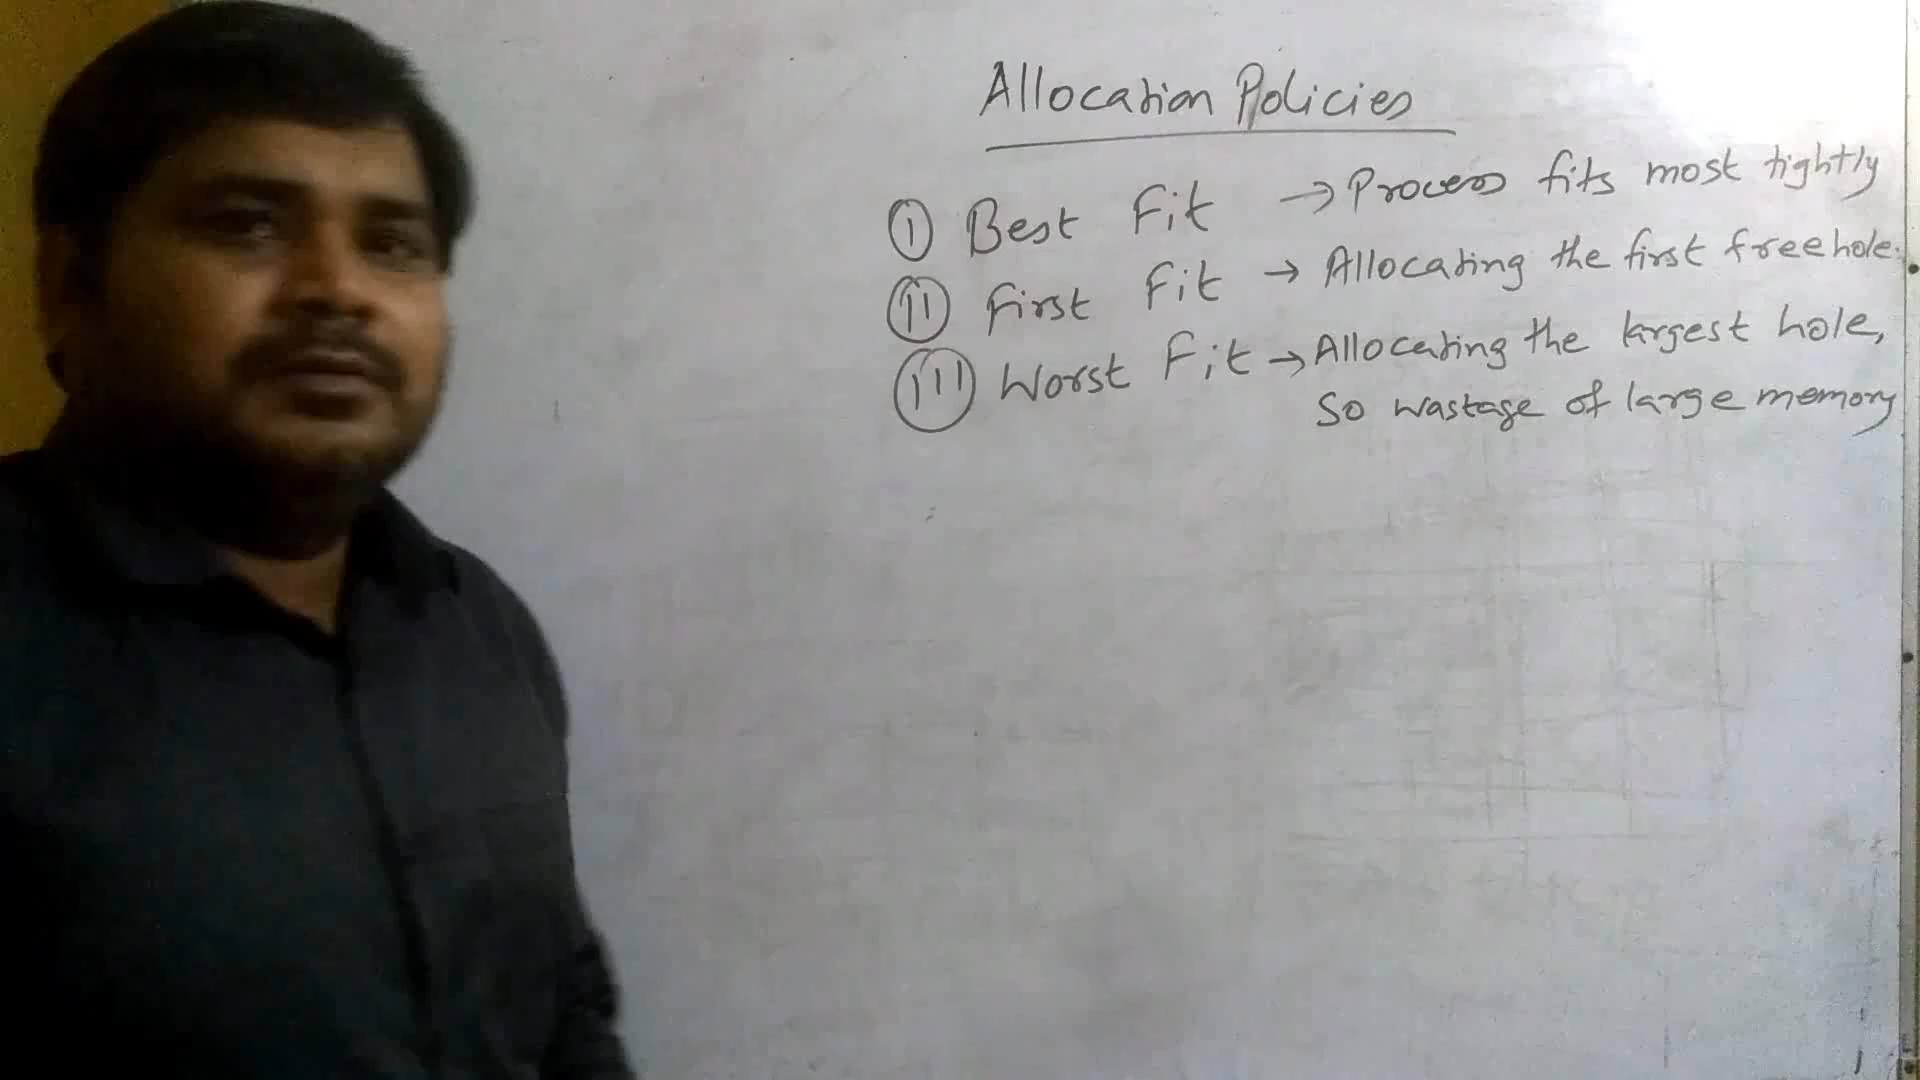 Allocation Policies
I Best Fit → Process fits most tightly
II First Fit → Allocating the first free hole.
III Worst Fit → Allocating the largest hole,
So wastage of large memory